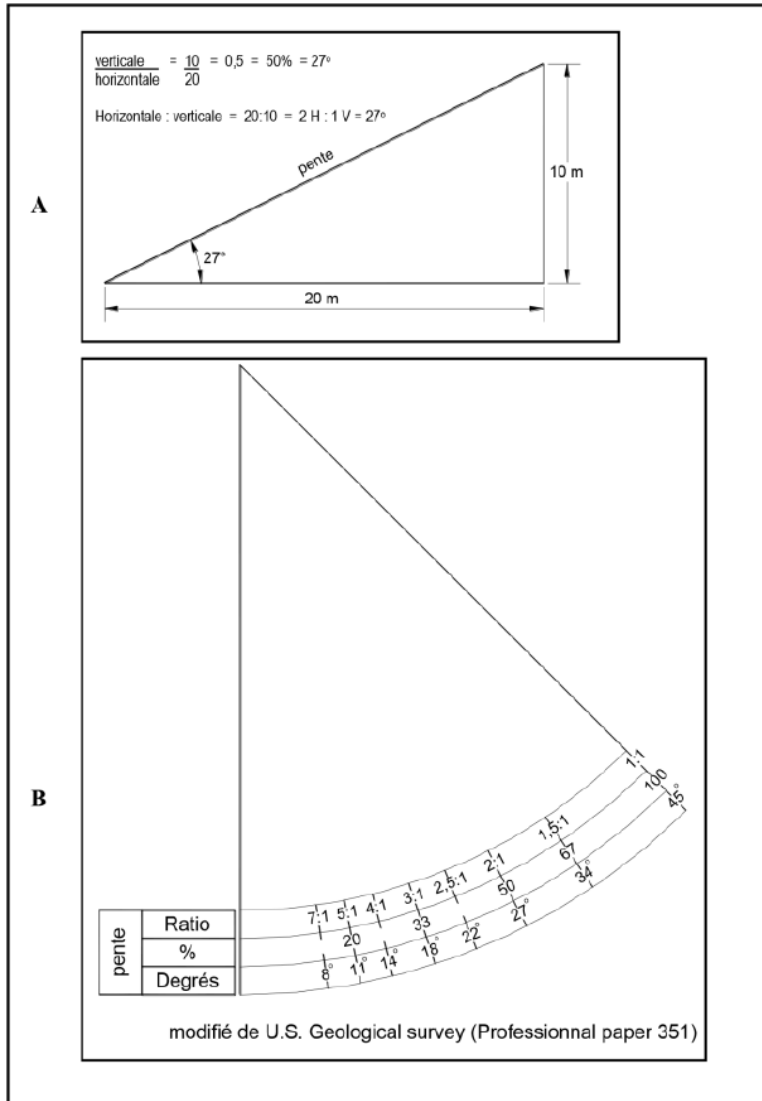 verticale = 10 = 0,5 = 50% = 27°
horizontale 20
Horizontale : verticale = 20:10 = 2 H : 1 V = 27°
pente
10 m
A
27°
20 m
B
1:1
100
45°
1,5:1
67
34°
7:1 5:1 4:1 3:1 2,5:1 2:1
20 33 50
8° 11° 14° 18° 22° 27°
pente
Ratio
%
Degrés
modifié de U.S. Geological survey (Professionnal paper 351)